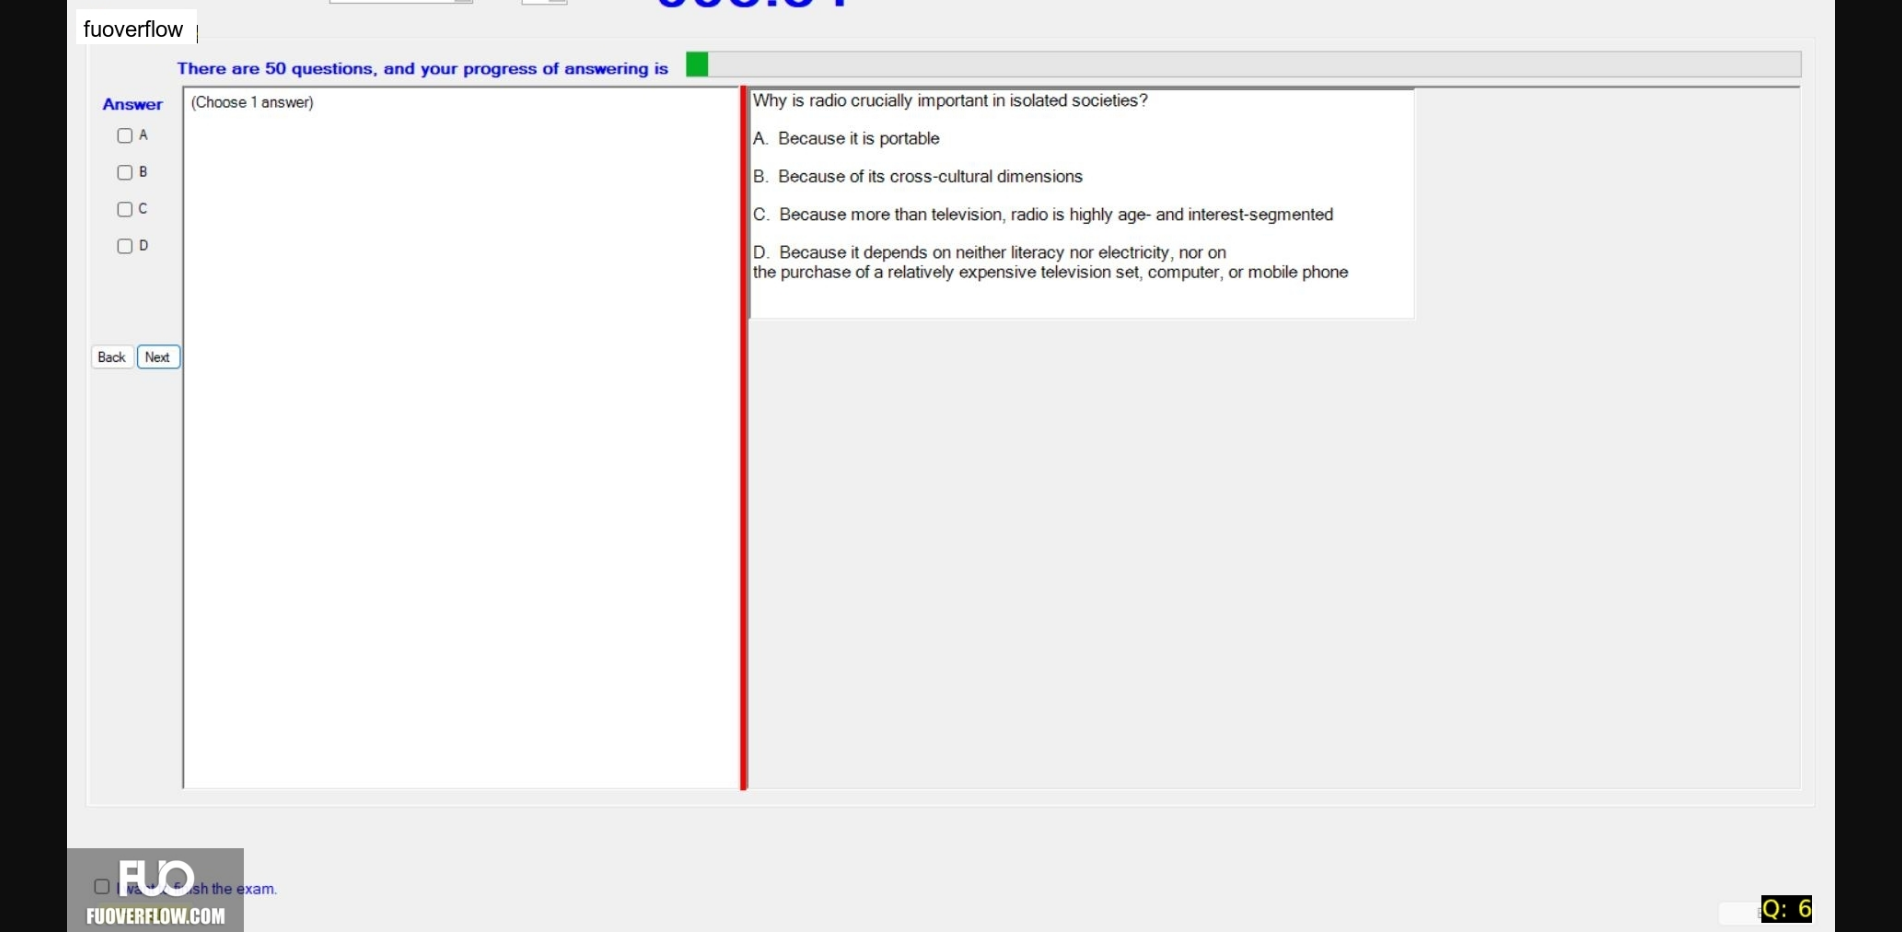 fuoverflow
There are 50 questions, and your progress of answering is
Answer
(Choose 1 answer)
A
B
C
D
Back Next
Why is radio crucially important in isolated societies?
A. Because it is portable
B. Because of its cross-cultural dimensions
C. Because more than television, radio is highly age- and interest-segmented
D. Because it depends on neither literacy nor electricity, nor on
the purchase of a relatively expensive television set, computer, or mobile phone
FUO
the exam.
FUOVERFLOW.COM
Q: 6